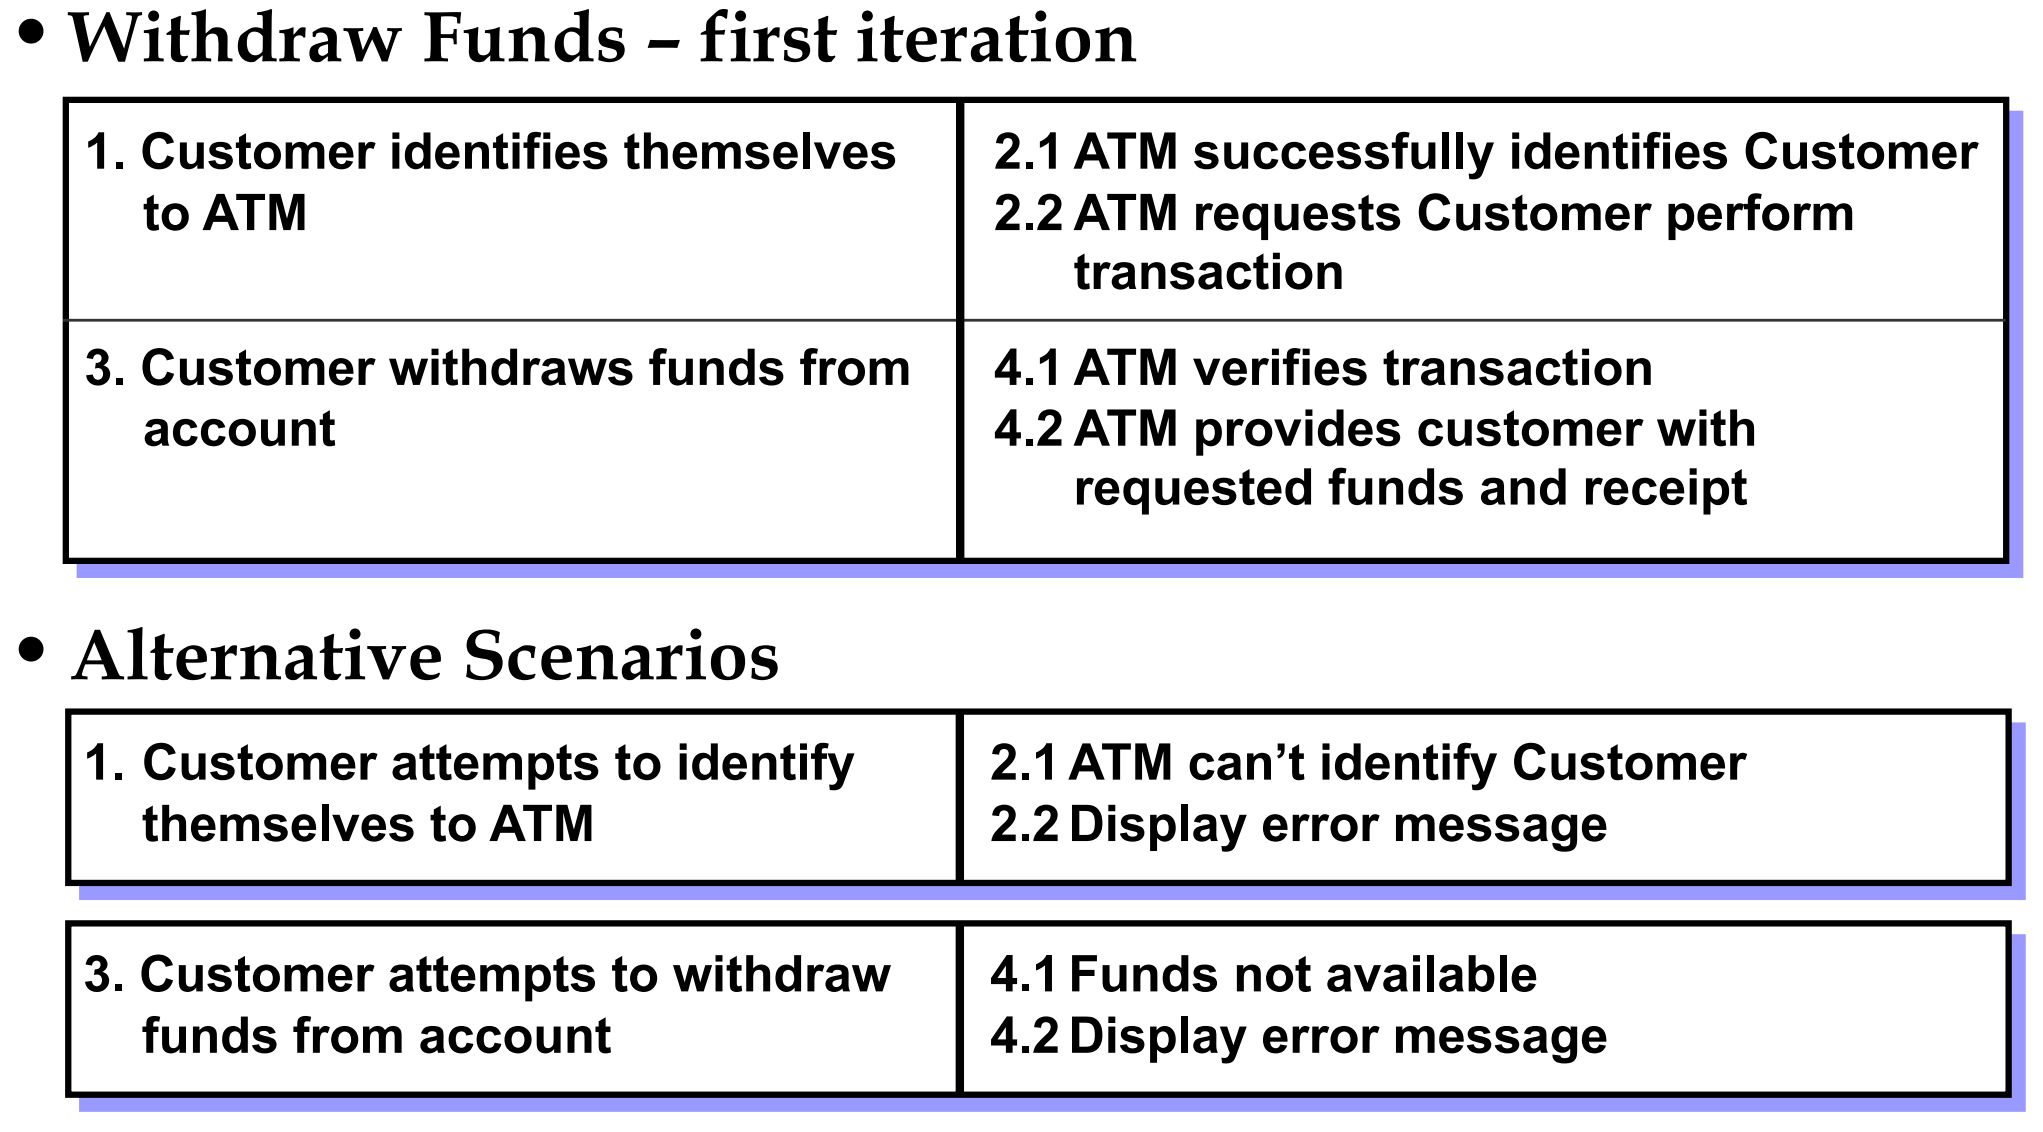 • Withdraw Funds – first iteration
1. Customer identifies themselves
to ATM
2.1 ATM successfully identifies Customer
2.2 ATM requests Customer perform
transaction
3. Customer withdraws funds from
account
4.1 ATM verifies transaction
4.2 ATM provides customer with
requested funds and receipt
• Alternative Scenarios
1. Customer attempts to identify
themselves to ATM
2.1 ATM can’t identify Customer
2.2 Display error message
3. Customer attempts to withdraw
funds from account
4.1 Funds not available
4.2 Display error message